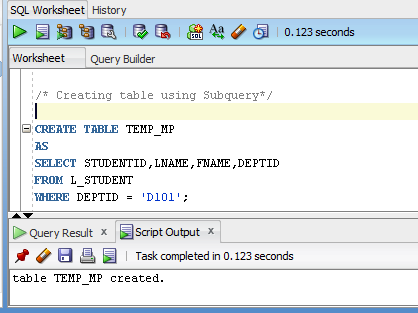 SQL Worksheet History
0.123 seconds
Worksheet Query Builder
/* Creating table using Subquery*/
CREATE TABLE TEMP_MP
AS
SELECT STUDENTID,LNAME,FNAME,DEPTID
FROM L_STUDENT
WHERE DEPTID = 'D101';
Query Result x Script Output x
Task completed in 0.123 seconds
table TEMP_MP created.